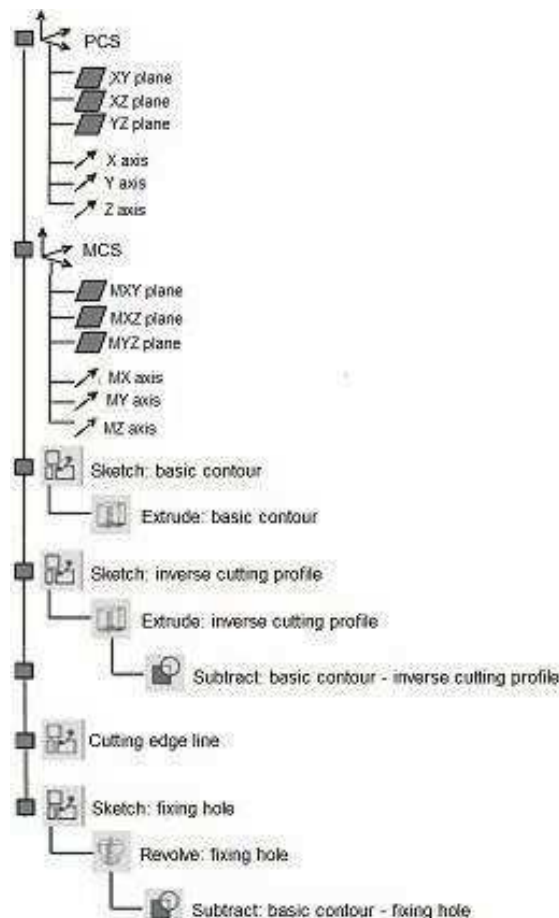 PCS
XY plane
XZ plane
YZ plane
X axis
Y axis
Z axis
MCS
MXY plane
MXZ plane
MYZ plane
MX axis
MY axis
MZ axis
Sketch: basic contour
Extrude: basic contour
Sketch: inverse cutting profile
Extrude: inverse cutting profile
Subtract: basic contour - inverse cutting profile
Cutting edge line
Sketch: fixing hole
Revolve: fixing hole
Subtract: basic contour - fixing hole